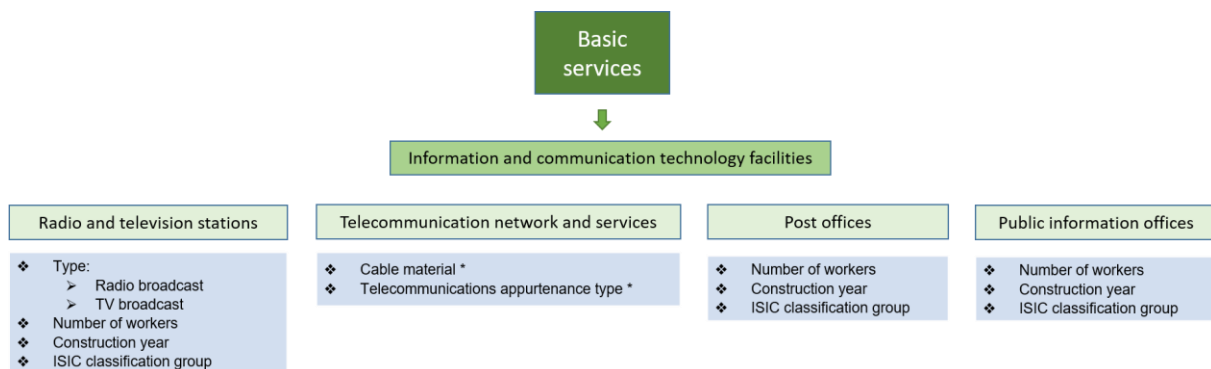 Basic
services
Information and communication technology facilities
Radio and television stations
❖ Type:
➢ Radio broadcast
➢ TV broadcast
❖ Number of workers
❖ Construction year
❖ ISIC classification group
Telecommunication network and services
❖ Cable material *
❖ Telecommunications appurtenance type *
Post offices
❖ Number of workers
❖ Construction year
❖ ISIC classification group
Public information offices
❖ Number of workers
❖ Construction year
❖ ISIC classification group